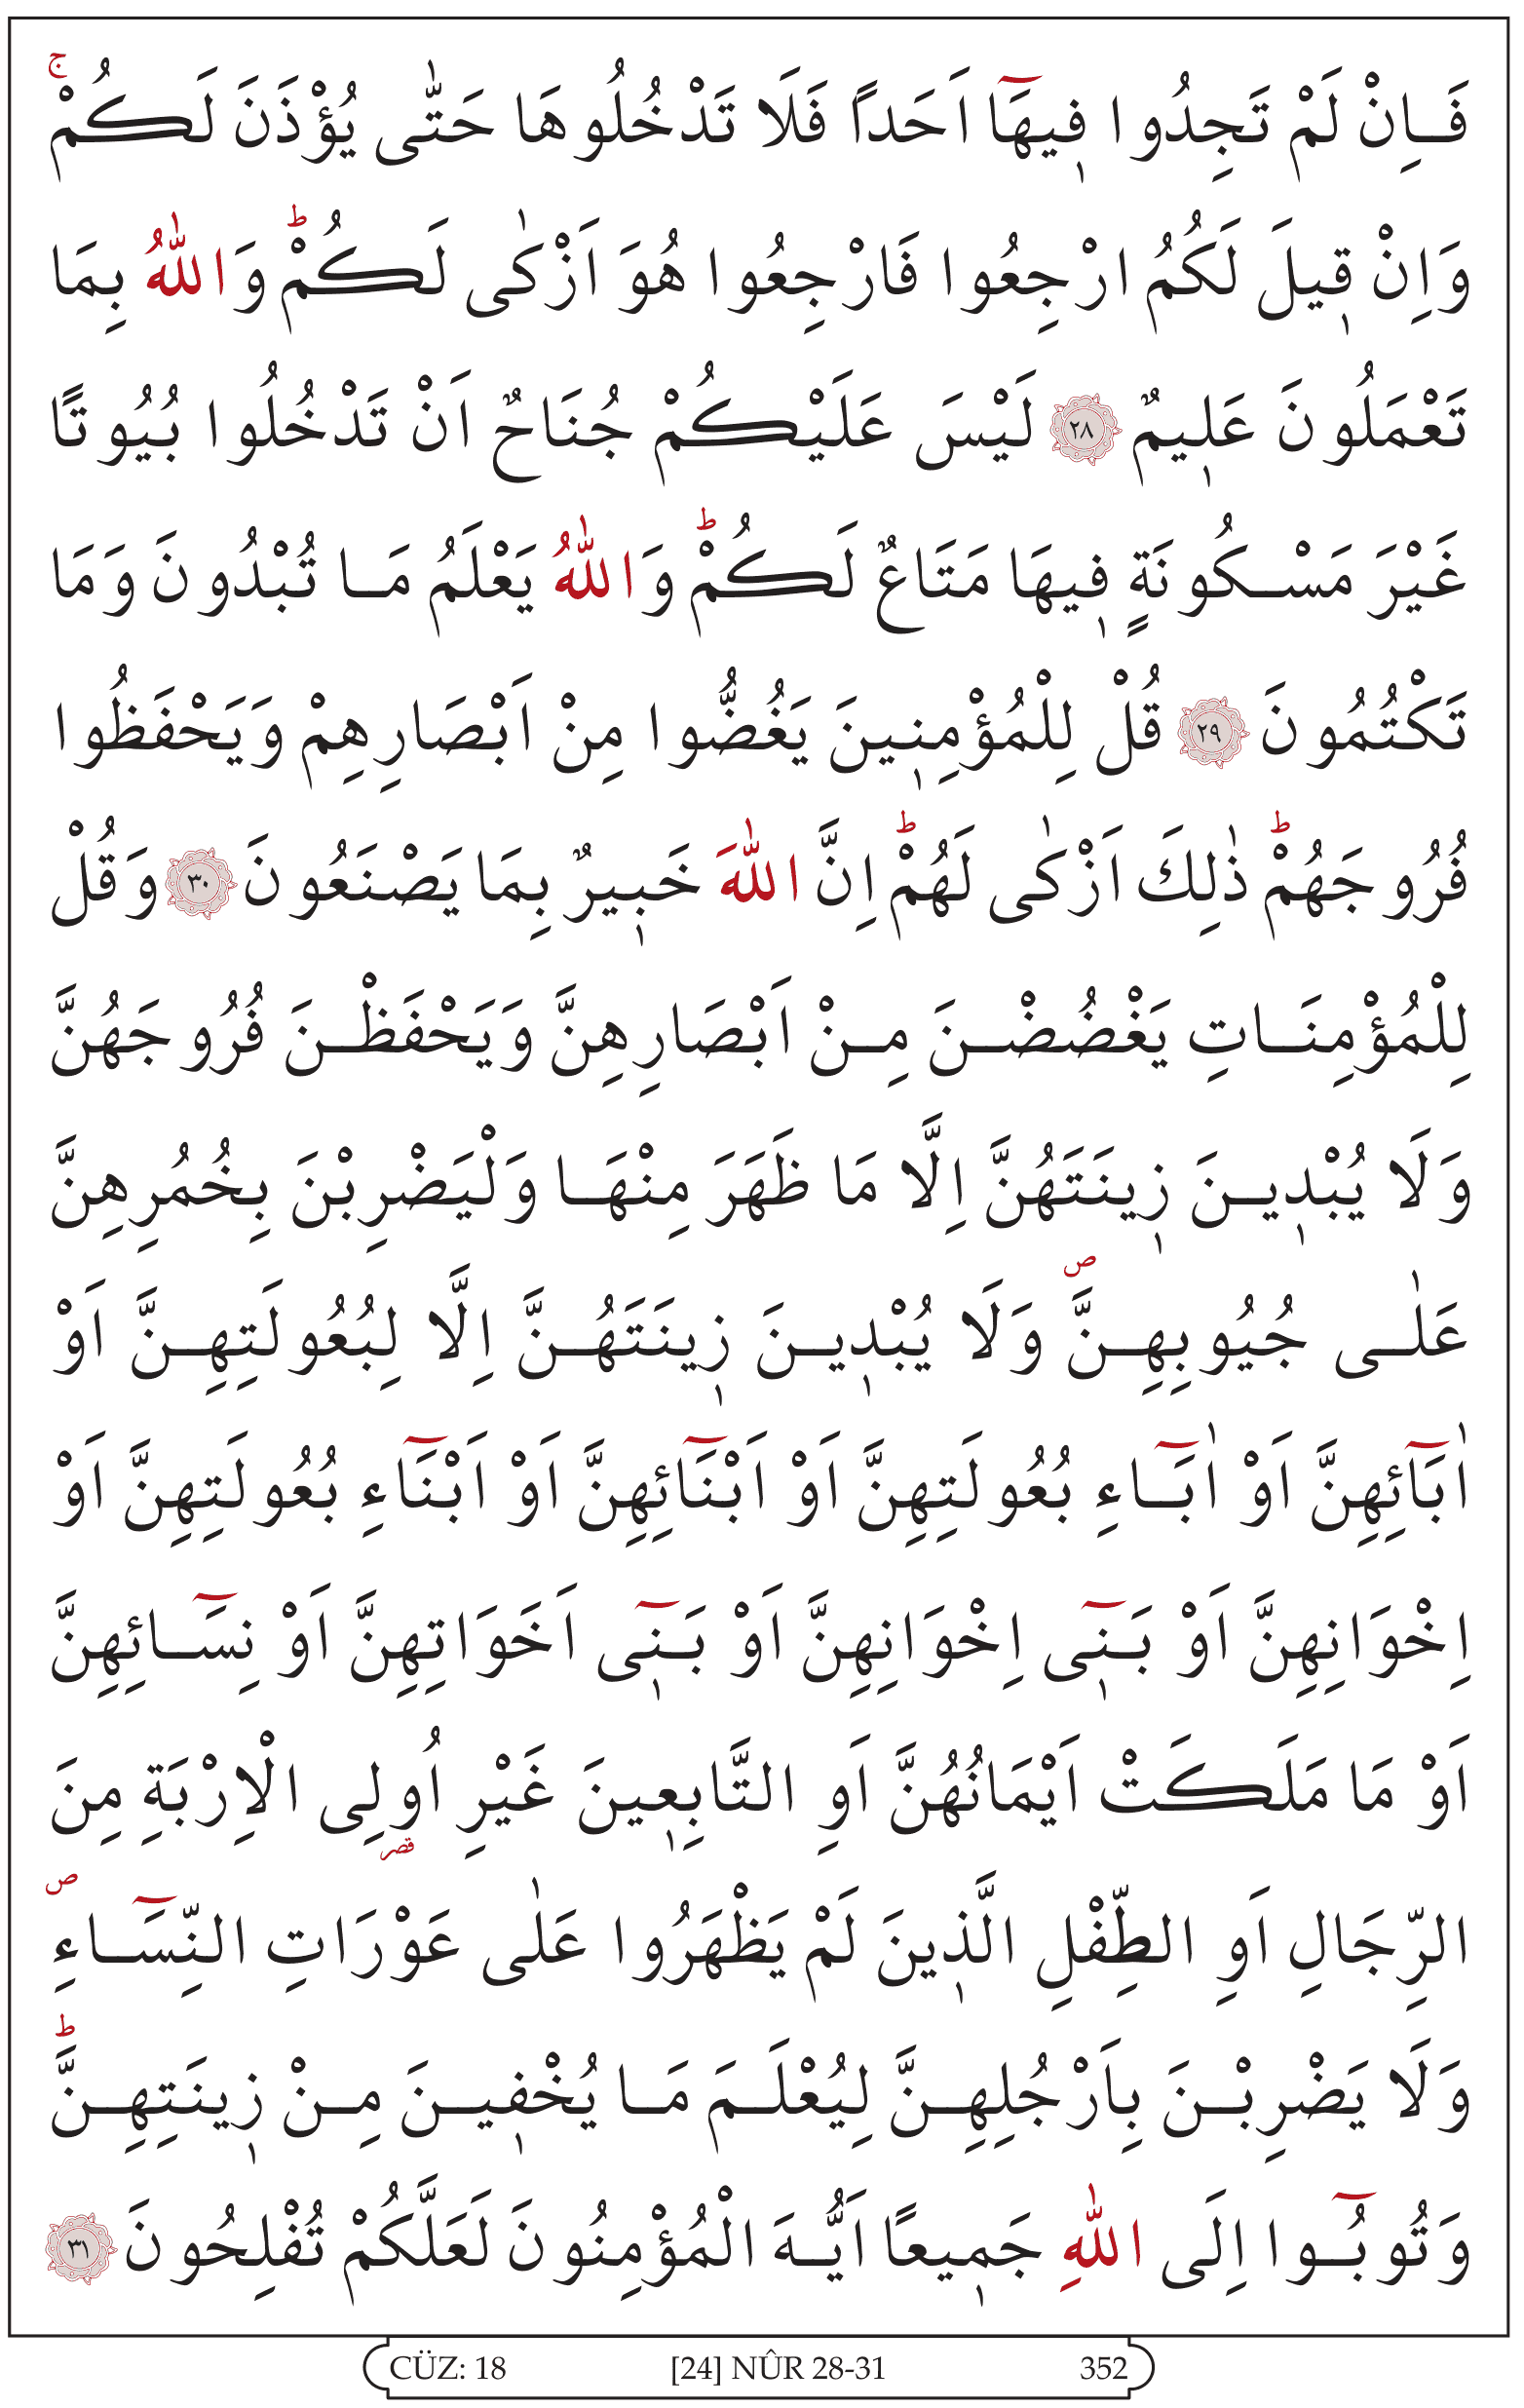 فَاِنْ لَمْ تَجِدُوا ف۪يهَٓا اَحَداً فَلَا تَدْخُلُوهَا حَتّٰى يُؤْذَنَ لَكُمْۚ
وَاِنْ ق۪يلَ لَكُمُ ارْجِعُوا فَارْجِعُوا هُوَ اَزْكٰى لَكُمْۜ وَاللّٰهُ بِمَا
تَعْمَلُونَ عَل۪يمٌ ﴿٢٨﴾ لَيْسَ عَلَيْكُمْ جُنَاحٌ اَنْ تَدْخُلُوا بُيُوتًا
غَيْرَ مَسْكُونَةٍ ف۪يهَا مَتَاعٌ لَكُمْۜ وَاللّٰهُ يَعْلَمُ مَا تُبْدُونَ وَمَا
تَكْتُمُونَ ﴿٢٩﴾ قُلْ لِلْمُؤْمِن۪ينَ يَغُضُّوا مِنْ اَبْصَارِهِمْ وَيَحْفَظُوا
فُرُوجَهُمْۜ ذٰلِكَ اَزْكٰى لَهُمْۜ اِنَّ اللّٰهَ خَب۪يرٌ بِمَا يَصْنَعُونَ ﴿٣٠﴾ وَقُلْ
لِلْمُؤْمِنَاتِ يَغْضُضْنَ مِنْ اَبْصَارِهِنَّ وَيَحْفَظْنَ فُرُوجَهُنَّ
وَلَا يُبْد۪ينَ ز۪ينَتَهُنَّ اِلَّا مَا ظَهَرَ مِنْهَا وَلْيَضْرِبْنَ بِخُمُرِهِنَّ
عَلٰى جُيُوبِهِنَّۖ وَلَا يُبْد۪ينَ ز۪ينَتَهُنَّ اِلَّا لِبُعُولَتِهِنَّ اَوْ
اٰبَٓائِهِنَّ اَوْ اٰبَٓاءِ بُعُولَتِهِنَّ اَوْ اَبْنَٓائِهِنَّ اَوْ اَبْنَٓاءِ بُعُولَتِهِنَّ اَوْ
اِخْوَانِهِنَّ اَوْ بَن۪ٓى اِخْوَانِهِنَّ اَوْ بَن۪ٓى اَخَوَاتِهِنَّ اَوْ نِسَٓائِهِنَّ
اَوْ مَا مَلَكَتْ اَيْمَانُهُنَّ اَوِ التَّابِع۪ينَ غَيْرِ اُولِى الْاِرْبَةِ مِنَ
قصر
الرِّجَالِ اَوِ الطِّفْلِ الَّذ۪ينَ لَمْ يَظْهَرُوا عَلٰى عَوْرَاتِ النِّسَٓاءِۖ
وَلَا يَضْرِبْنَ بِاَرْجُلِهِنَّ لِيُعْلَمَ مَا يُخْف۪ينَ مِنْ ز۪ينَتِهِنَّۜ
وَتُوبُٓوا اِلَى اللّٰهِ جَم۪يعًا اَيُّهَ الْمُؤْمِنُونَ لَعَلَّكُمْ تُفْلِحُونَ ﴿٣١﴾
CÜZ: 18 [24] NÛR 28-31 352